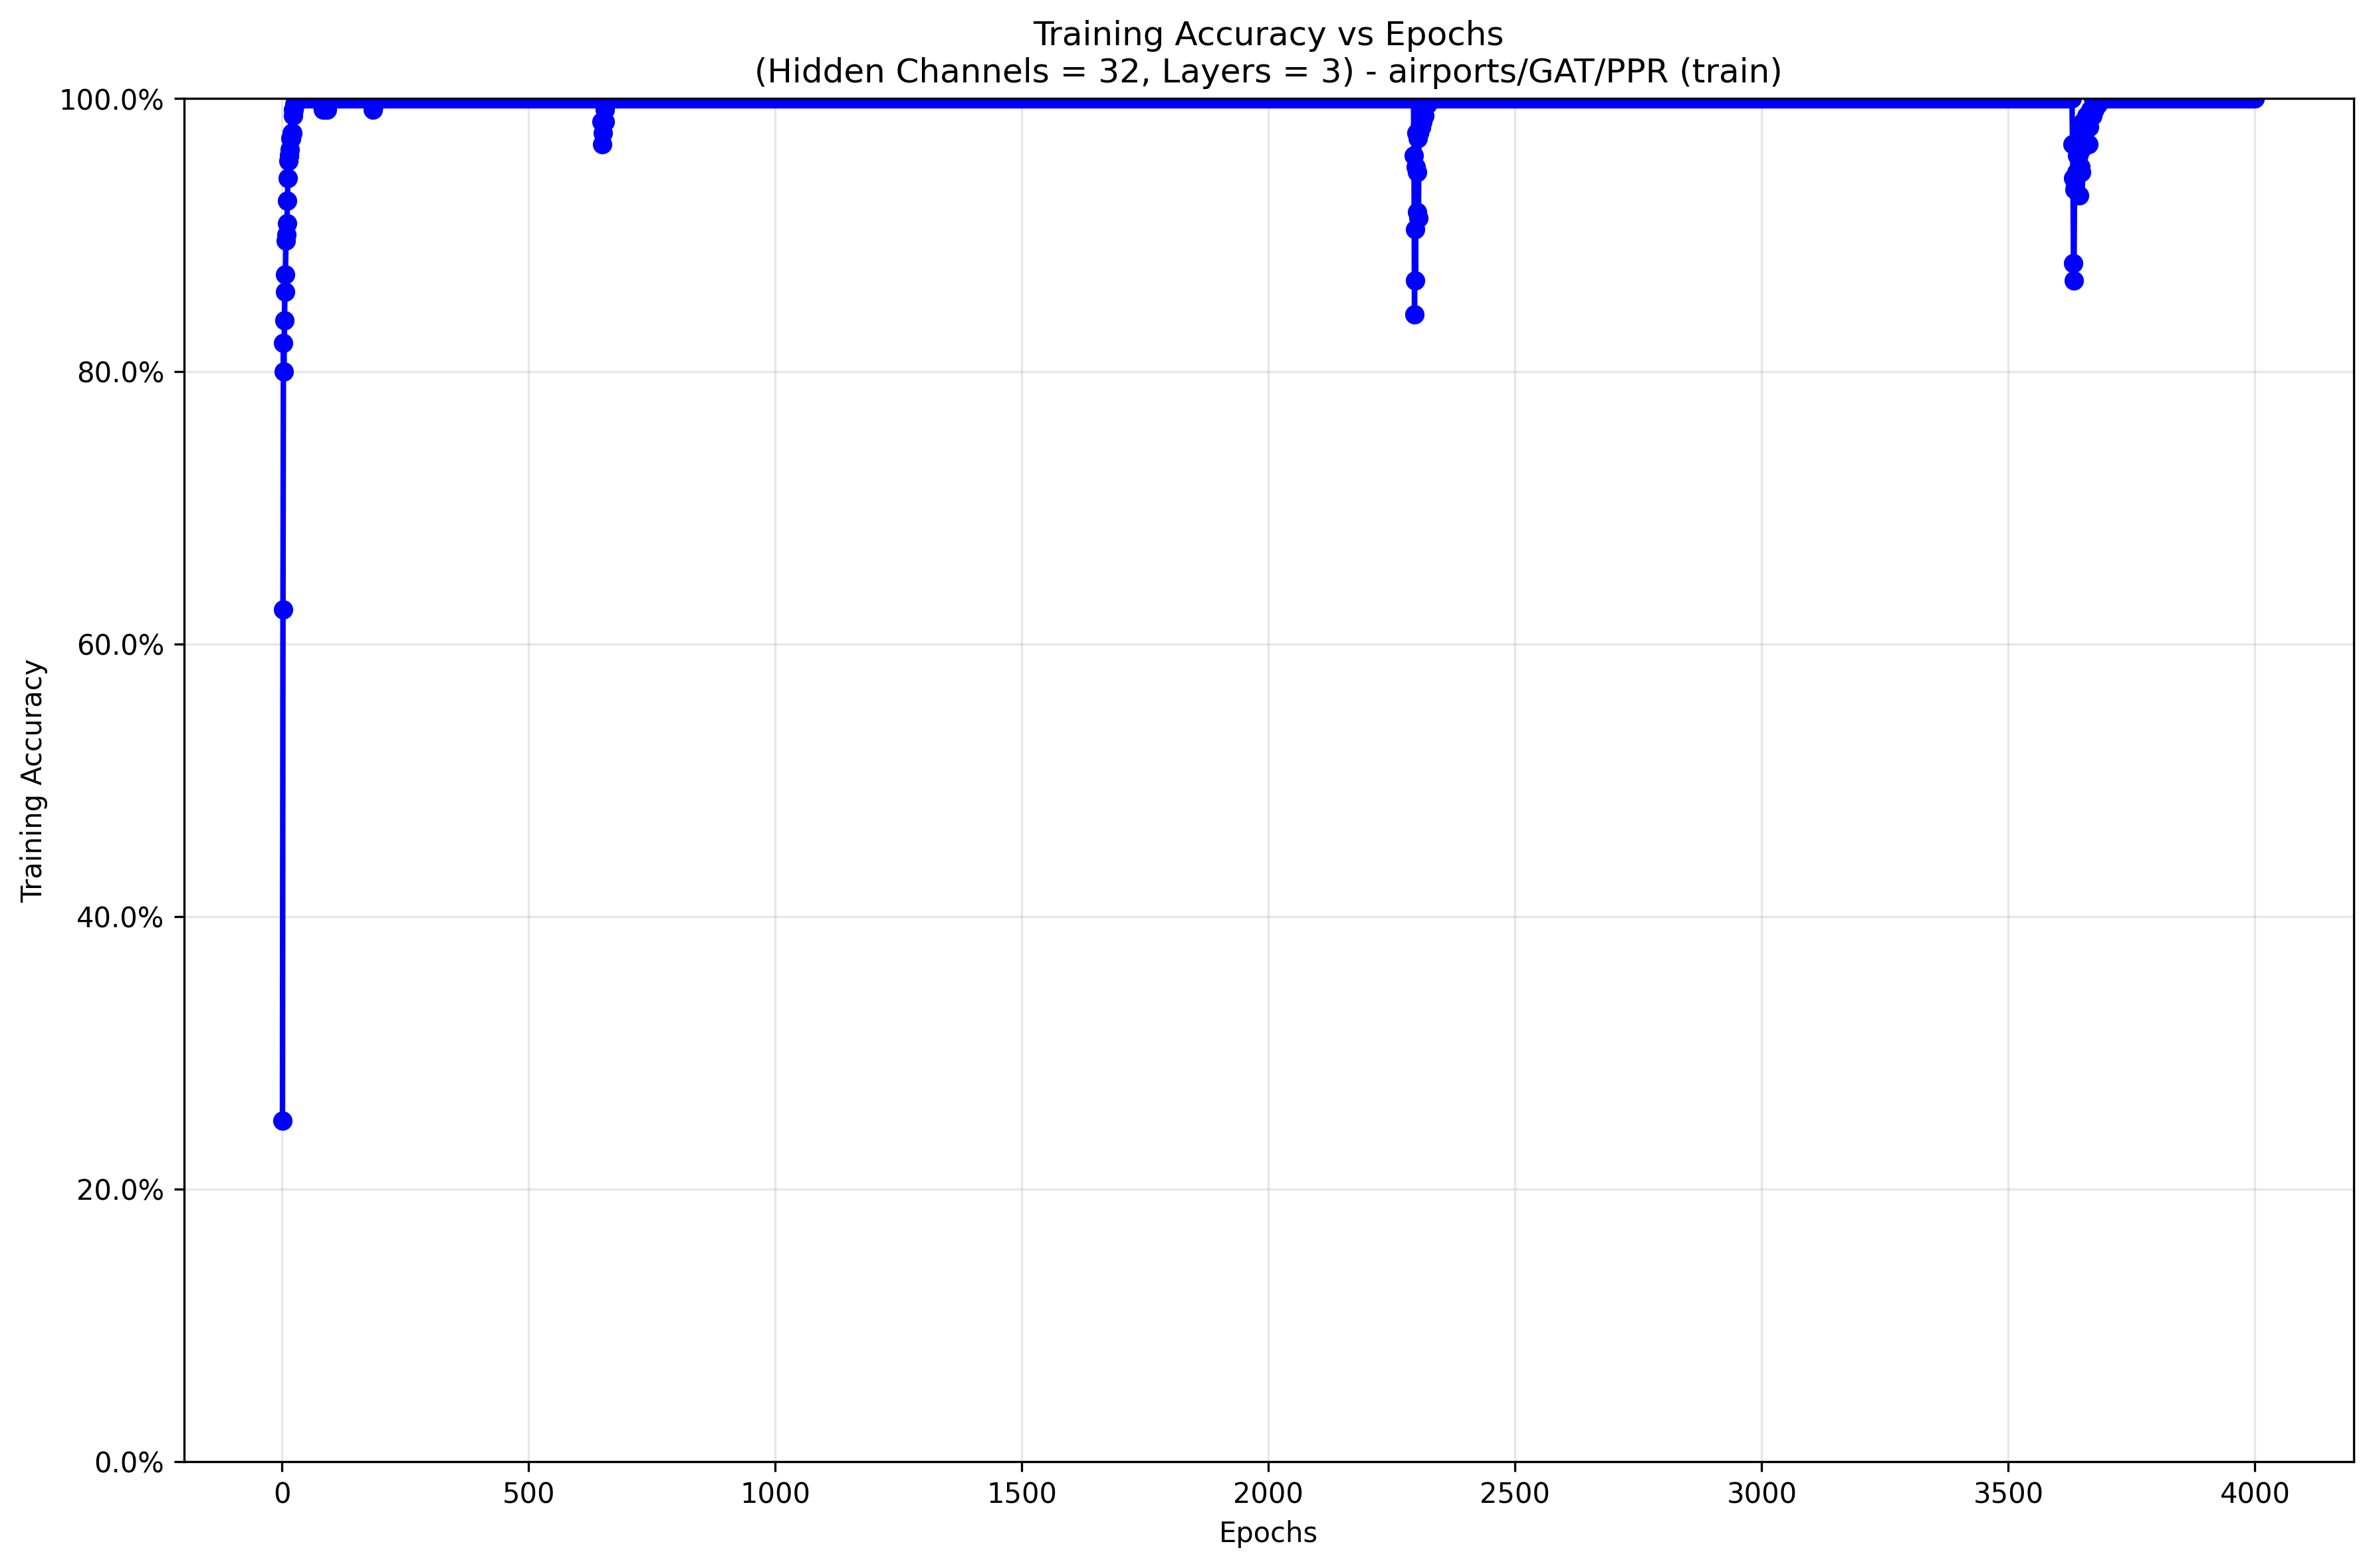 Training Accuracy vs Epochs
(Hidden Channels = 32, Layers = 3) - airports/GAT/PPR (train)
Training Accuracy
100.0%
80.0%
60.0%
40.0%
20.0%
0.0%
0 500 1000 1500 2000 2500 3000 3500 4000
Epochs